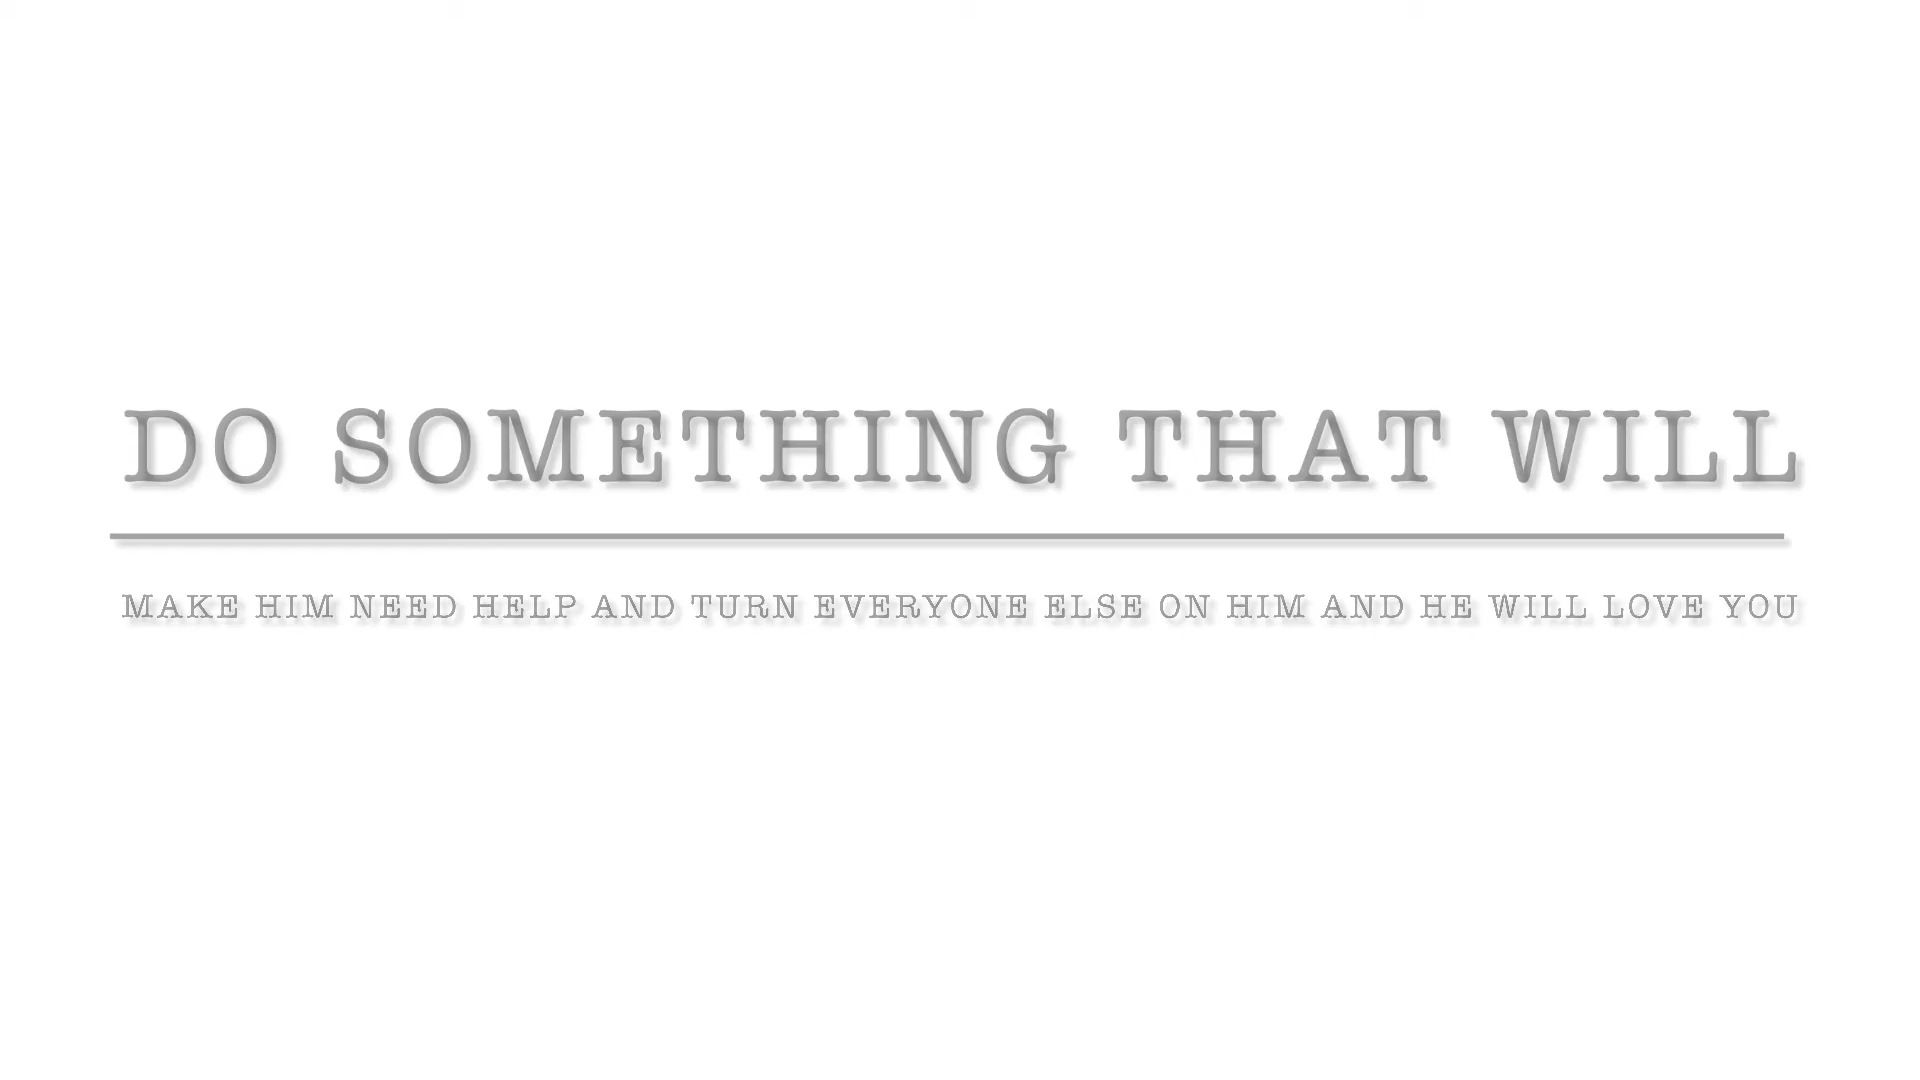 DO SOMETHING THAT WILL
MAKE HIM NEED HELP AND TURN EVERYONE ELSE ON HIM AND HE WILL LOVE YOU